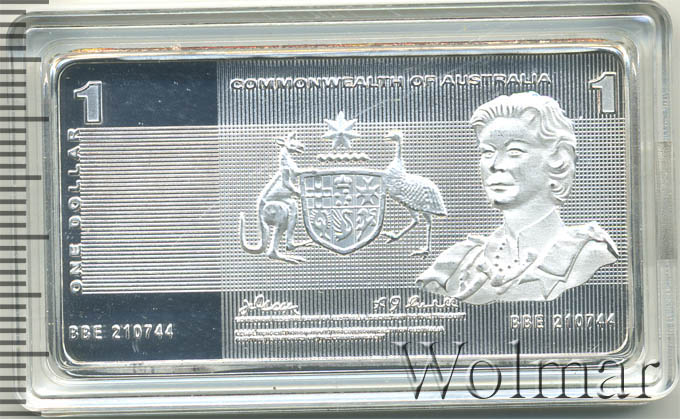 1
COMMONWEALTH OF AUSTRALIA
1
ONE DOLLAR
BBE 210744
BBE 210744
Wolmar